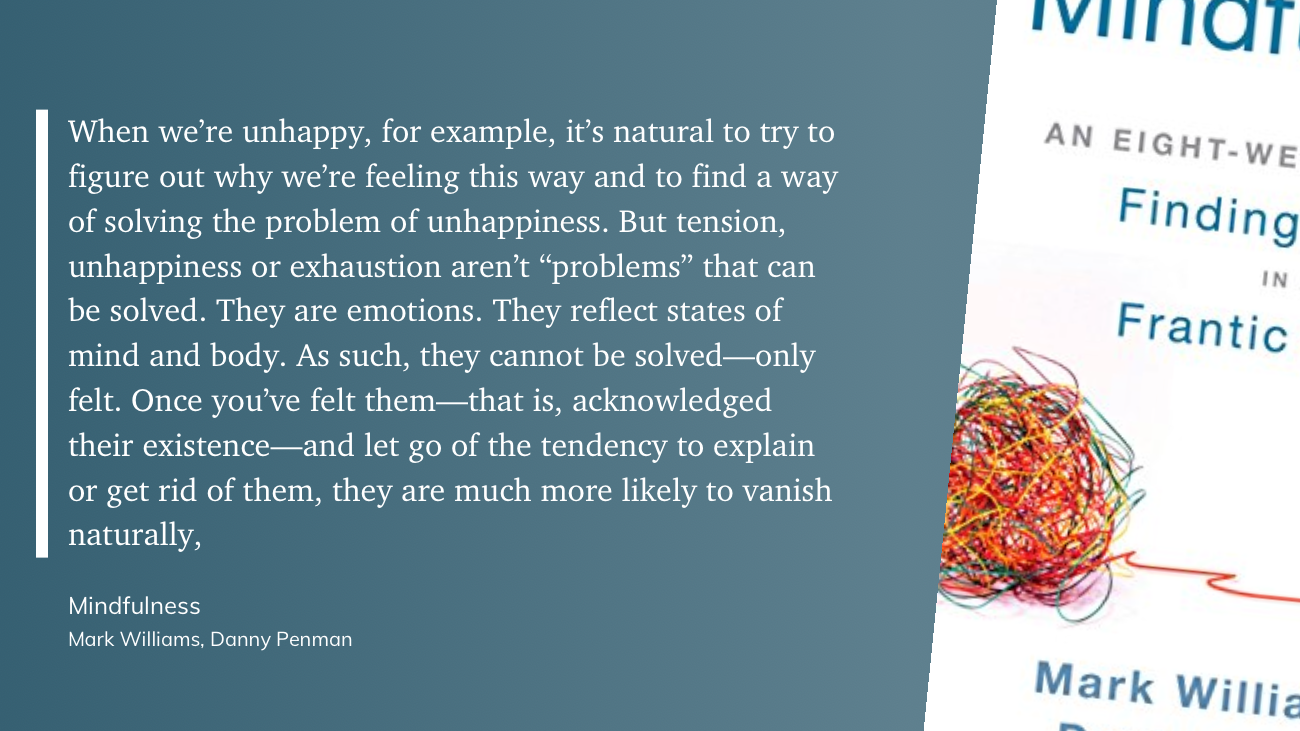 When we’re unhappy, for example, it’s natural to try to
figure out why we’re feeling this way and to find a way
of solving the problem of unhappiness. But tension,
unhappiness or exhaustion aren’t “problems” that can
be solved. They are emotions. They reflect states of
mind and body. As such, they cannot be solved—only
felt. Once you’ve felt them—that is, acknowledged
their existence—and let go of the tendency to explain
or get rid of them, they are much more likely to vanish
naturally,
Mindfulness
Mark Williams, Danny Penman
Mindfu
AN EIGHT-WE
Finding
IN
Frantic
Mark Willia